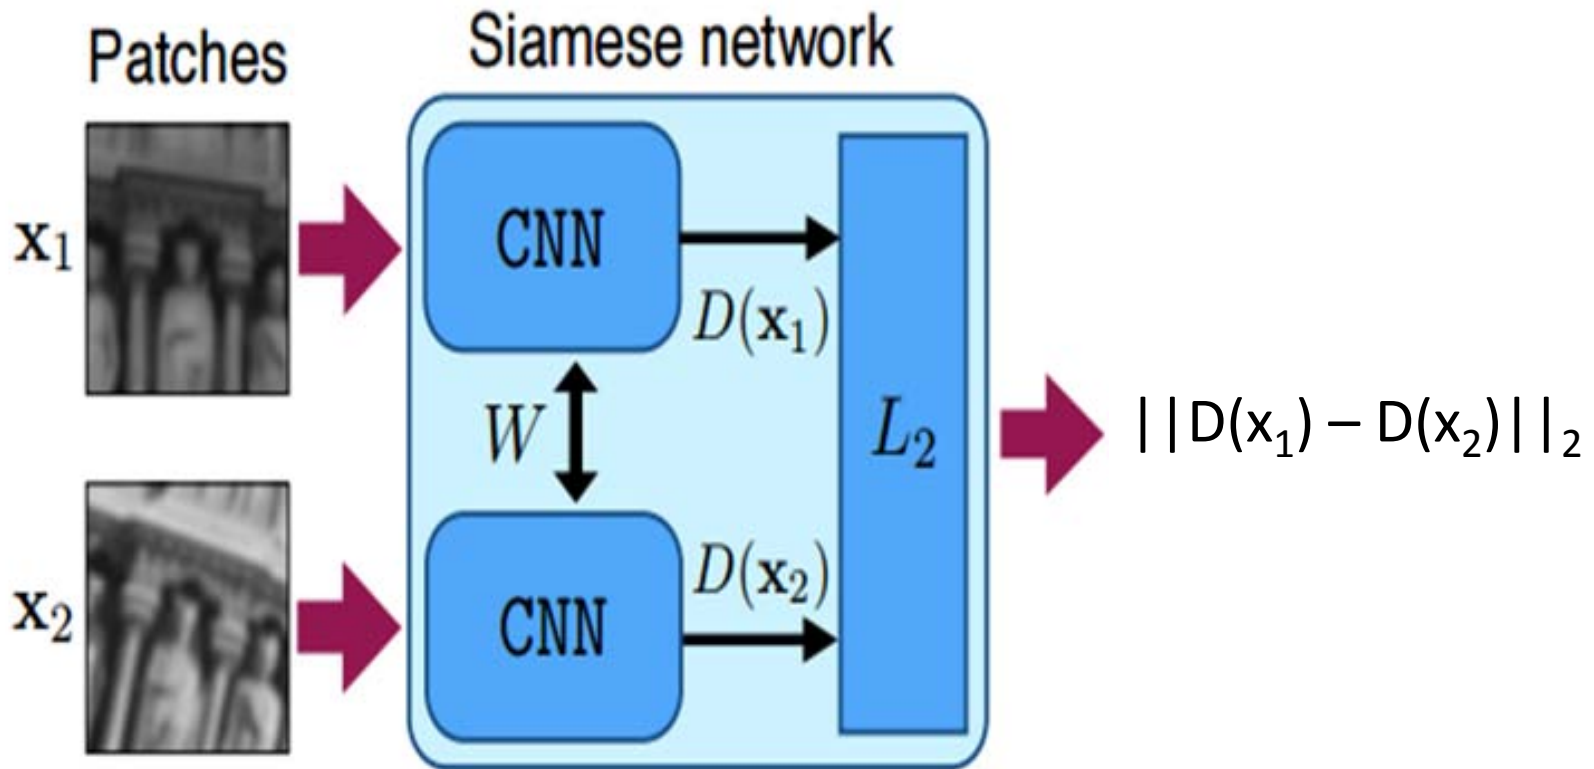 Patches
Siamese network
x₁
CNN
D(x₁)
W
L₂
||D(x₁) – D(x₂)||₂
x₂
CNN
D(x₂)